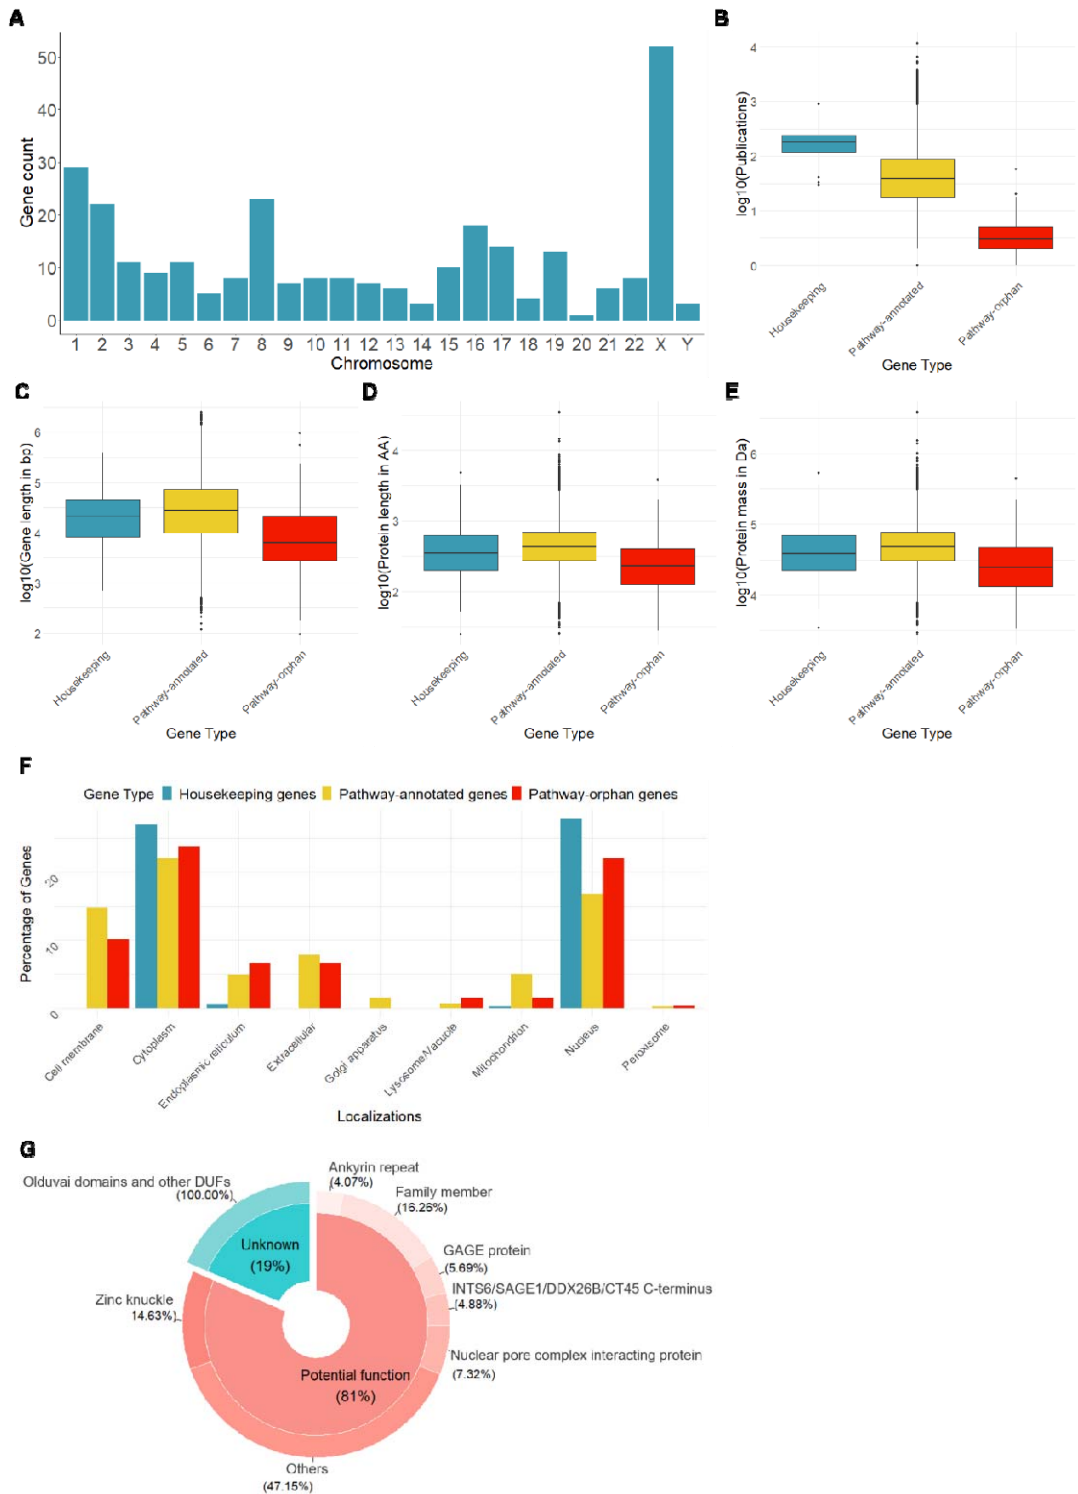 A
Gene count
50
40
30
20
10
0
1 2 3 4 5 6 7 8 9 10 11 12 13 14 15 16 17 18 19 20 21 22 X Y
Chromosome
B
log10(Publications)
4
3
2
1
0
Housekeeping
Pathway-annotated
Pathway-orphan
Gene Type
C
log10(Gene length in bp)
6
5
4
3
2
Housekeeping
Pathway-annotated
Pathway-orphan
Gene Type
D
log10(Protein length in AA)
4
3
2
Housekeeping
Pathway-annotated
Pathway-orphan
Gene Type
E
log10(Protein mass in Da)
6
5
4
Housekeeping
Pathway-annotated
Pathway-orphan
Gene Type
F
Gene Type Housekeeping genes Pathway-annotated genes Pathway-orphan genes
Percentage of Genes
20
10
0
Cell membrane
Cytoplasm
Endoplasmic reticulum
Extracellular
Golgi apparatus
Lysosome/Vacuole
Mitochondrion
Nucleus
Peroxisome
Localizations
G
Ankyrin repeat
(4.07%)
Olduvai domains and other DUFs
(100.00%)
Family member
(16.26%)
Unknown
(19%)
GAGE protein
(5.69%)
INTS6/SAGE1/DDX26B/CT45 C-terminus
(4.88%)
Zinc knuckle
14.63%)
Nuclear pore complex interacting protein
(7.32%)
Potential function
(81%)
Others
(47.15%)